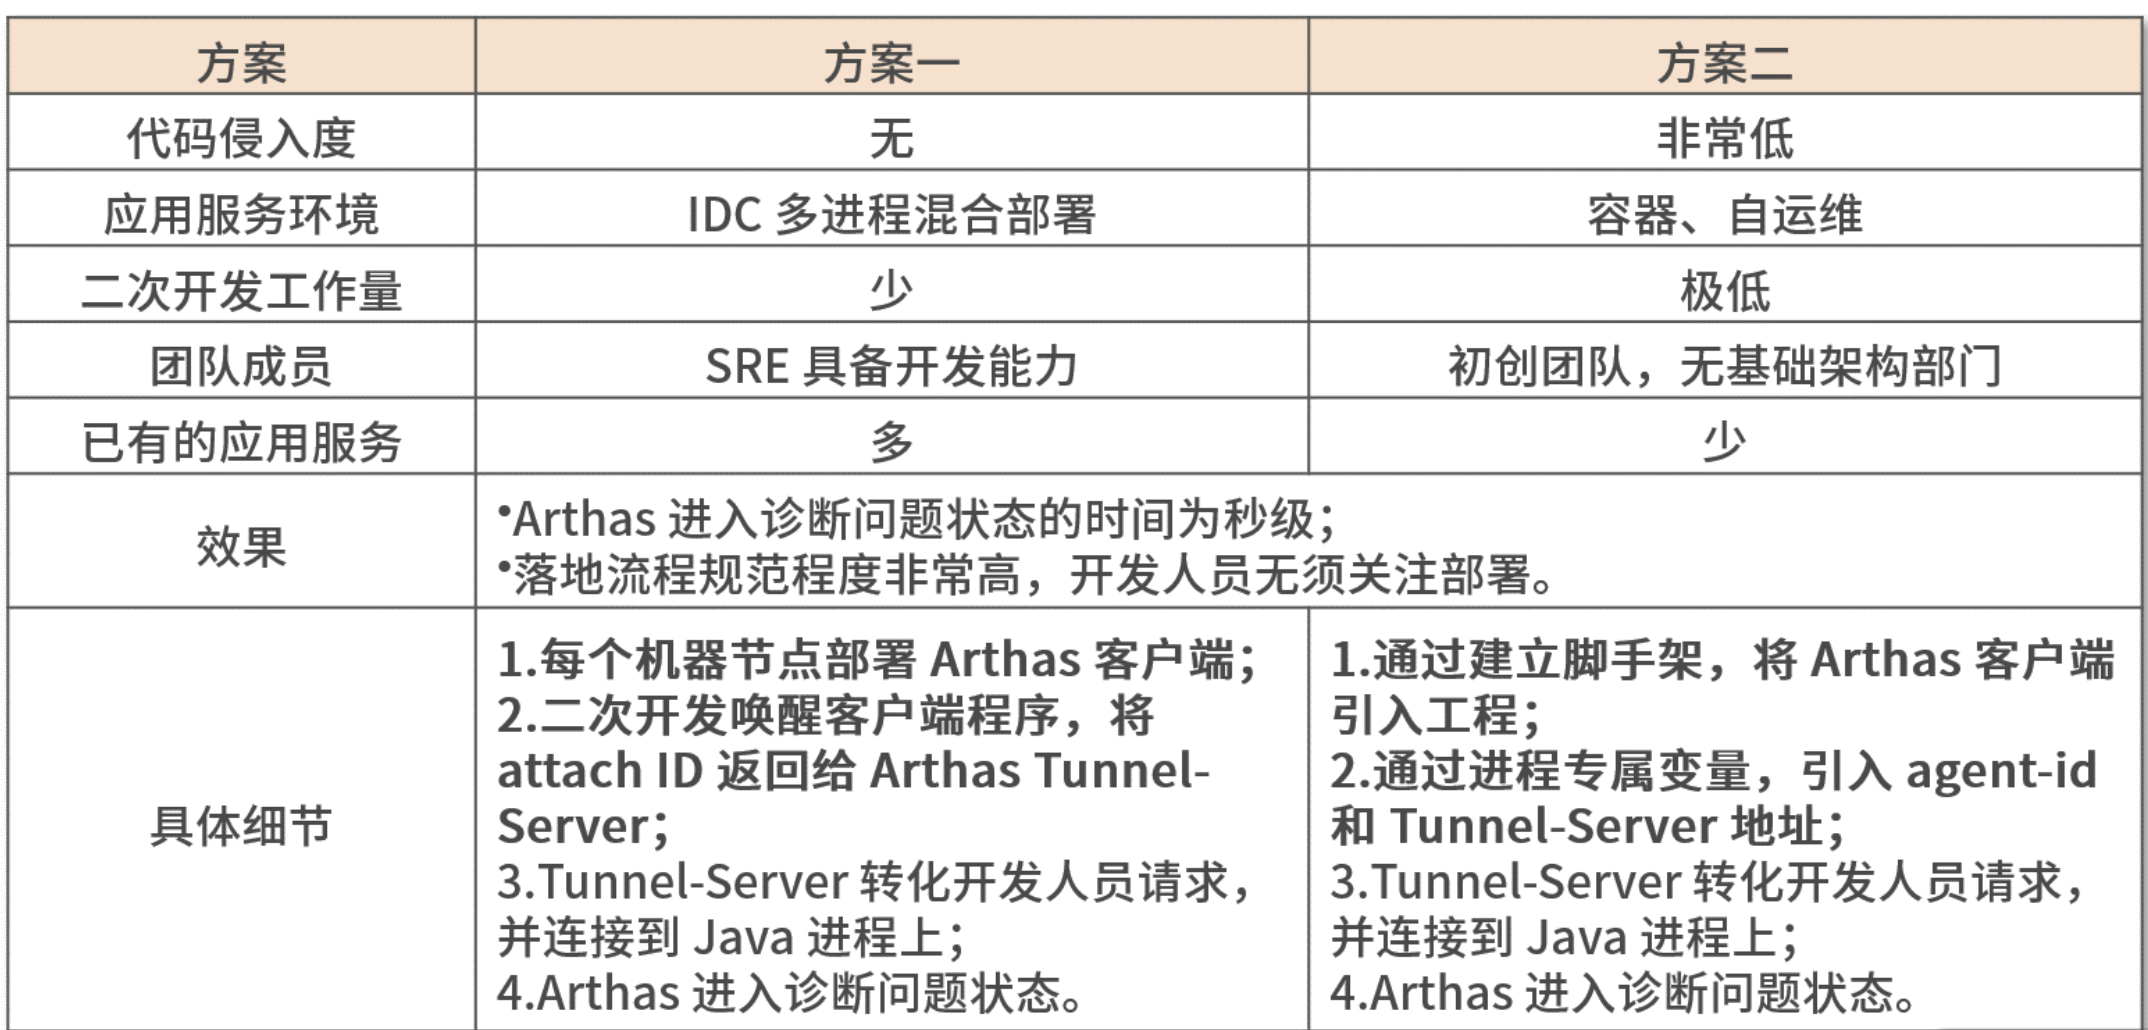 方案 方案一 方案二
代码侵入度 无 非常低
应用服务环境 IDC 多进程混合部署 容器、自运维
二次开发工作量 少 极低
团队成员 SRE 具备开发能力 初创团队，无基础架构部门
已有的应用服务 多 少
效果
•Arthas 进入诊断问题状态的时间为秒级；
•落地流程规范程度非常高，开发人员无须关注部署。
具体细节
1.每个机器节点部署 Arthas 客户端；
2.二次开发唤醒客户端程序，将
attach ID 返回给 Arthas Tunnel-
Server；
3.Tunnel-Server 转化开发人员请求，
并连接到 Java 进程上；
4.Arthas 进入诊断问题状态。
1.通过建立脚手架，将 Arthas 客户端
引入工程；
2.通过进程专属变量，引入 agent-id
和 Tunnel-Server 地址；
3.Tunnel-Server 转化开发人员请求，
并连接到 Java 进程上；
4.Arthas 进入诊断问题状态。